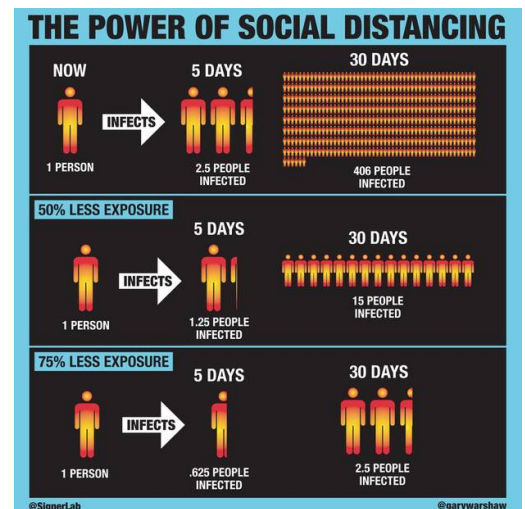 THE POWER OF SOCIAL DISTANCING
NOW
5 DAYS
30 DAYS
INFECTS
1 PERSON
2.5 PEOPLE
INFECTED
406 PEOPLE
INFECTED
50% LESS EXPOSURE
5 DAYS
30 DAYS
INFECTS
1 PERSON
1.25 PEOPLE
INFECTED
15 PEOPLE
INFECTED
75% LESS EXPOSURE
5 DAYS
30 DAYS
INFECTS
1 PERSON
.625 PEOPLE
INFECTED
2.5 PEOPLE
INFECTED
@SignerLab
@garywarshaw